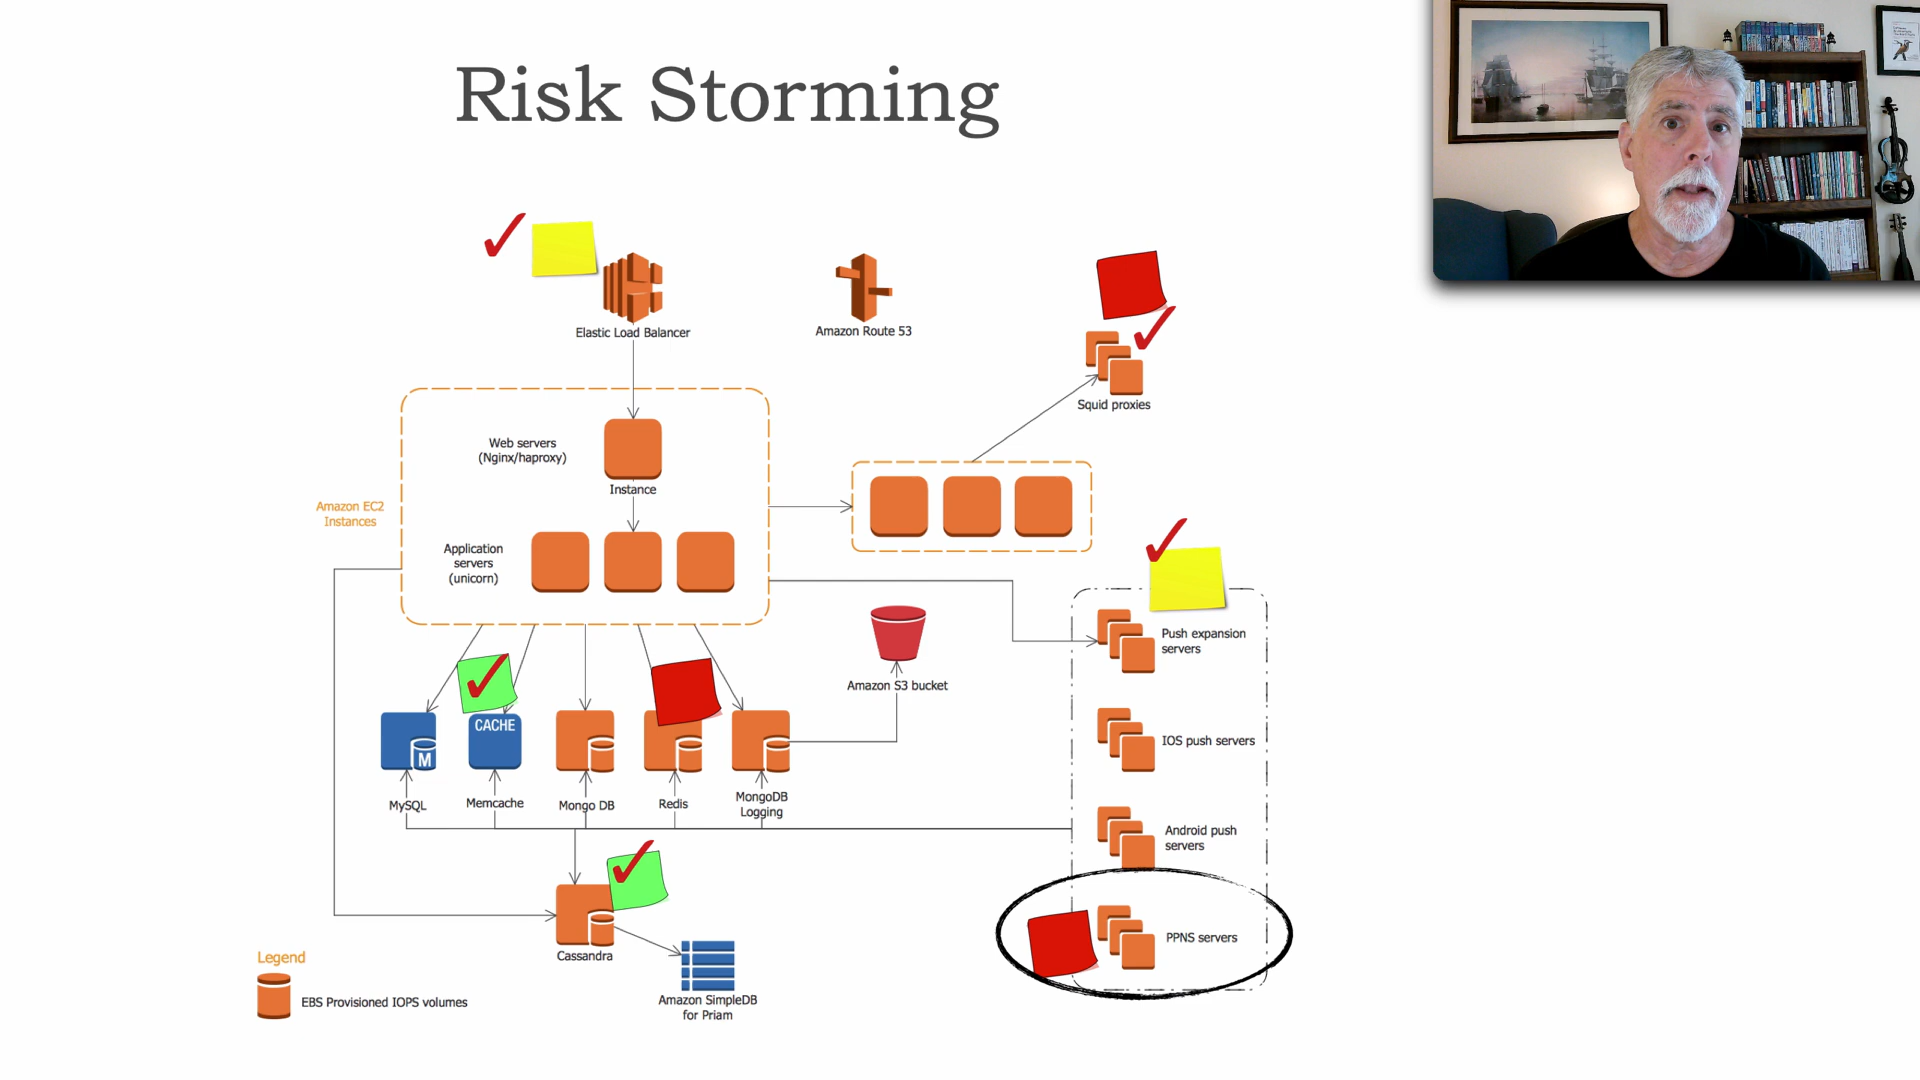 Risk Storming
Elastic Load Balancer
Amazon Route 53
Squid proxies
Web servers
(Nginx/haproxy)
Instance
Amazon EC2
Instances
Application
servers
(unicorn)
Push expansion
servers
Amazon S3 bucket
CACHE
M
IOS push servers
MySQL
Memcache
Mongo DB
Redis
MongoDB
Logging
Android push
servers
PPNS servers
Cassandra
Legend
EBS Provisioned IOPS volumes
Amazon SimpleDB
for Priam